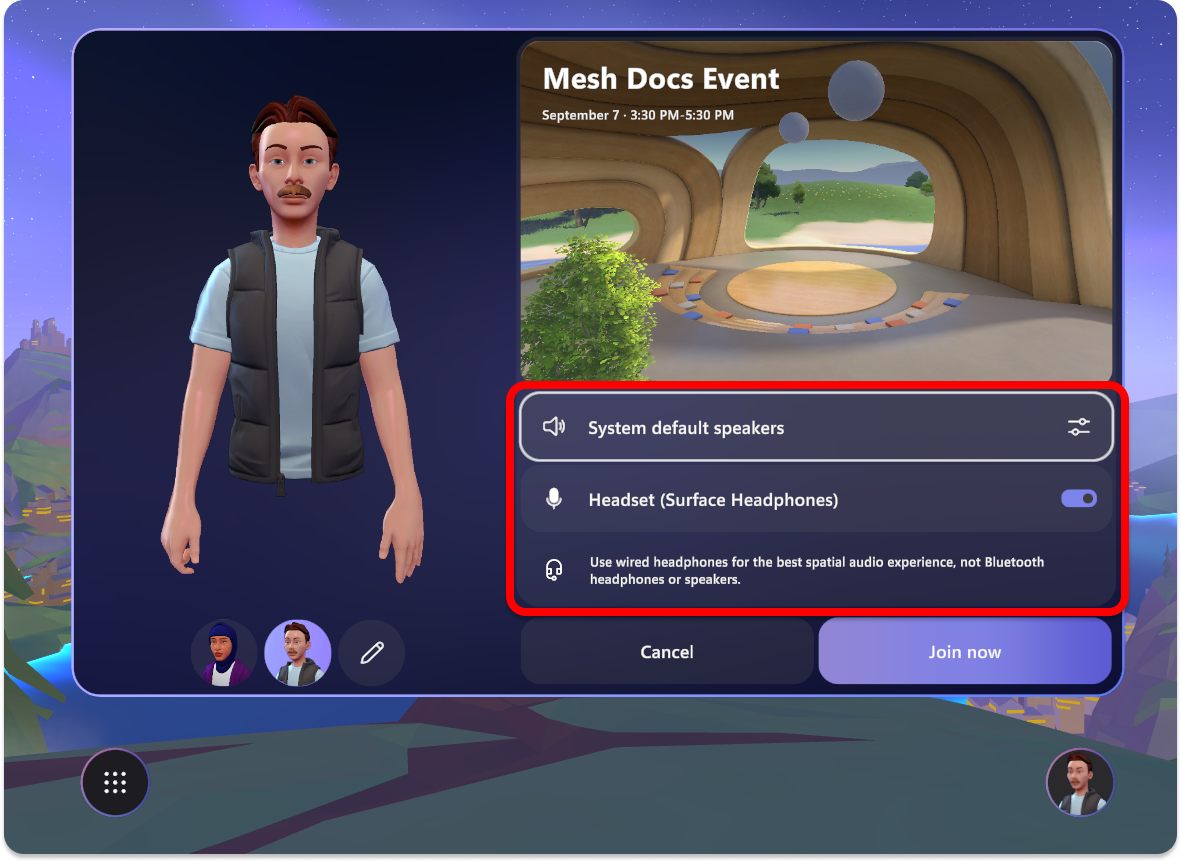 Mesh Docs Event
September 7 · 3:30 PM-5:30 PM
System default speakers
Headset (Surface Headphones)
Use wired headphones for the best spatial audio experience, not Bluetooth
headphones or speakers.
Cancel
Join now